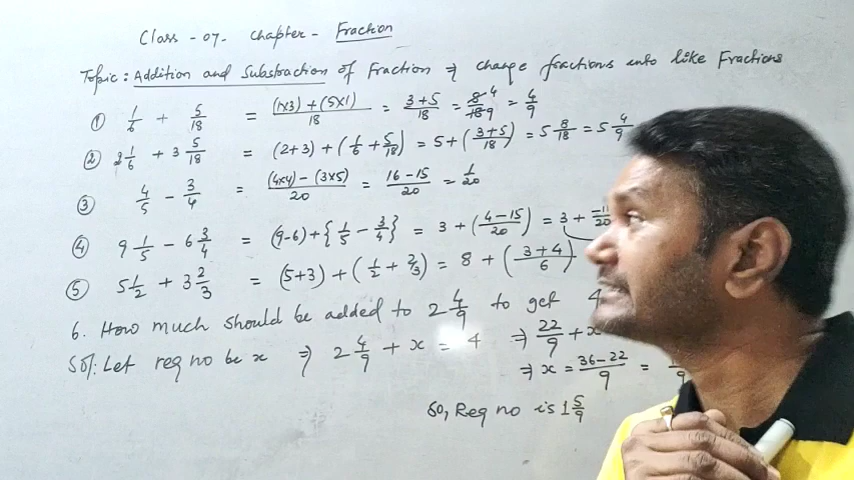 Class - 07. Chapter - Fraction
Topic: Addition and Substraction of Fraction → change fractions into like Fractions
① 1/6 + 5/18 = (1×3) + (5×1)/18 = 3+5/18 = 8/18 4/9 = 4/9
② 2 1/6 + 3 5/18 = (2+3) + (1/6 + 5/18) = 5 + (3+5/18) = 5 8/18 = 5 4/9
③ 4/5 - 3/4 = (4×4) - (3×5)/20 = 16-15/20 = 1/20
④ 9 1/5 - 6 3/4 = (9-6) + {1/5 - 3/4} = 3 + (4-15/20) = 3 + -11/20
⑤ 5 1/2 + 3 2/3 = (5+3) + (1/2 + 2/3) = 8 + (3+4/6)
6. How much should be added to 2 4/9 to get 4
Sol: Let req no be x ⇒ 2 4/9 + x = 4 ⇒ 22/9 + x
⇒ x = 36-22/9 = /9
So, Req no is 1 5/9